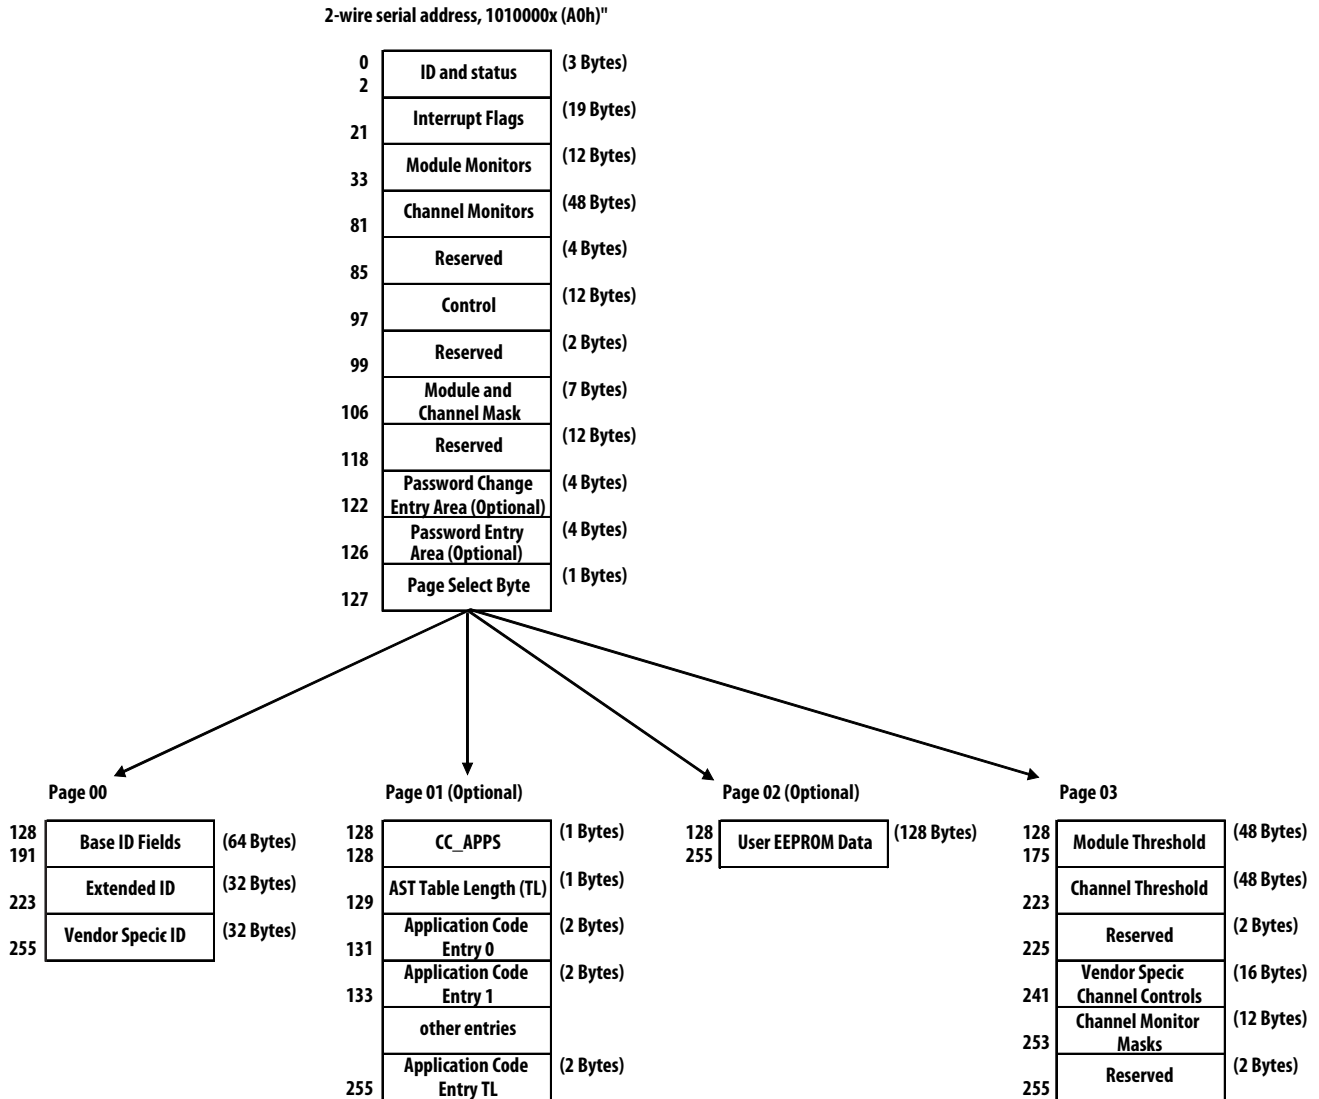 2-wire serial address, 1010000x (A0h)"
0
2
ID and status
(3 Bytes)
21
Interrupt Flags
(19 Bytes)
33
Module Monitors
(12 Bytes)
81
Channel Monitors
(48 Bytes)
85
Reserved
(4 Bytes)
97
Control
(12 Bytes)
99
Reserved
(2 Bytes)
106
Module and
Channel Mask
(7 Bytes)
118
Reserved
(12 Bytes)
122
Password Change
Entry Area (Optional)
(4 Bytes)
126
Password Entry
Area (Optional)
(4 Bytes)
127
Page Select Byte
(1 Bytes)
Page 00
128
191
Base ID Fields
(64 Bytes)
223
Extended ID
(32 Bytes)
255
Vendor Speciϵ ID
(32 Bytes)
Page 01 (Optional)
128
128
CC_APPS
(1 Bytes)
129
AST Table Length (TL)
(1 Bytes)
131
Application Code
Entry 0
(2 Bytes)
133
Application Code
Entry 1
(2 Bytes)
other entries
255
Application Code
Entry TL
(2 Bytes)
Page 02 (Optional)
128
255
User EEPROM Data
(128 Bytes)
Page 03
128
175
Module Threshold
(48 Bytes)
223
Channel Threshold
(48 Bytes)
225
Reserved
(2 Bytes)
241
Vendor Speciϵ
Channel Controls
(16 Bytes)
253
Channel Monitor
Masks
(12 Bytes)
255
Reserved
(2 Bytes)